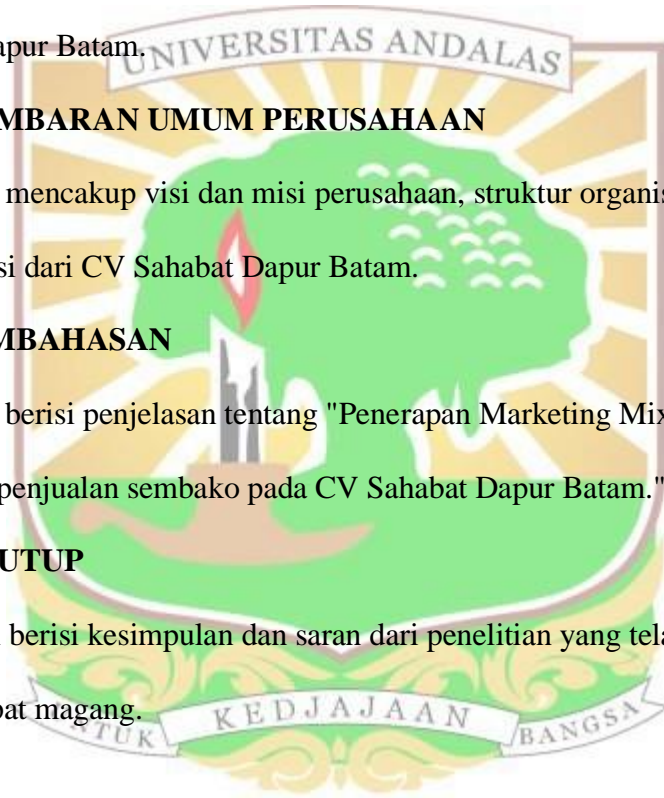 apur Batam.
UNIVERSITAS ANDALAS
MBARAN UMUM PERUSAHAAN
mencakup visi dan misi perusahaan, struktur organis
si dari CV Sahabat Dapur Batam.
MBAHASAN
berisi penjelasan tentang "Penerapan Marketing Mix
penjualan sembako pada CV Sahabat Dapur Batam."
UTUP
berisi kesimpulan dan saran dari penelitian yang tela
pat magang.
TUK KEDJAJAAN BANGSA